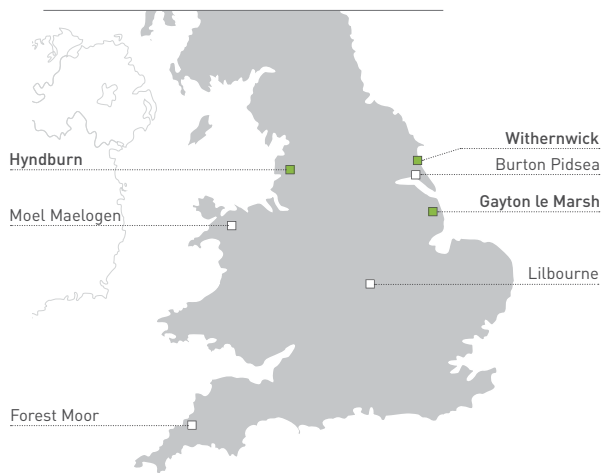 Withernwick
Hyndburn
Burton Pidsea
Gayton le Marsh
Moel Maelogen
Lilbourne
Forest Moor